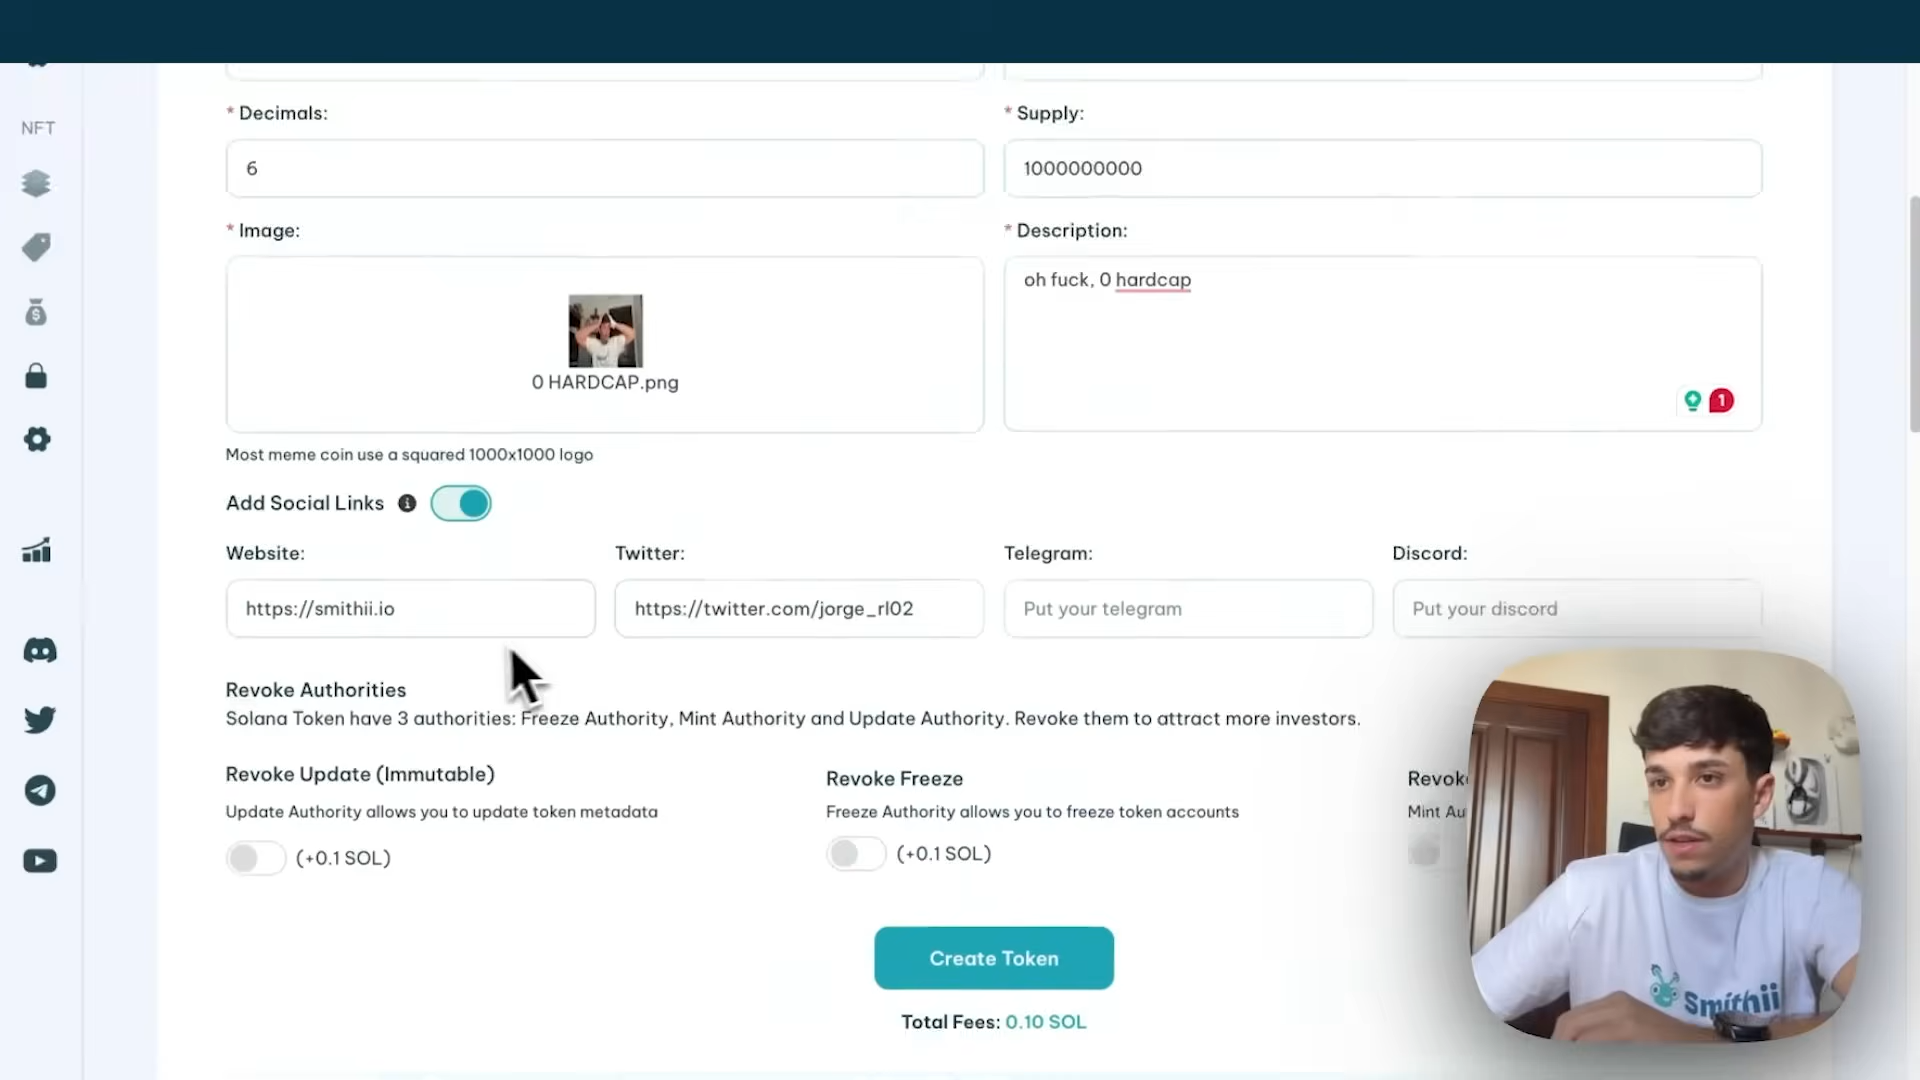 NFT
* Decimals:
* Supply:
6
1000000000
* Image:
* Description:
oh fuck, 0 hardcap
1
0 HARDCAP.png
Most meme coin use a squared 1000x1000 logo
Add Social Links
Website:
Twitter:
Telegram:
Discord:
https://smithii.io
https://twitter.com/jorge_rl02
Put your telegram
Put your discord
Revoke Authorities
Solana Token have 3 authorities: Freeze Authority, Mint Authority and Update Authority. Revoke them to attract more investors.
Revoke Update (Immutable)
Revoke Freeze
Update Authority allows you to update token metadata
Freeze Authority allows you to freeze token accounts
Mint Au
(+0.1 SOL)
(+0.1 SOL)
Create Token
Total Fees: 0.10 SOL
Smithii